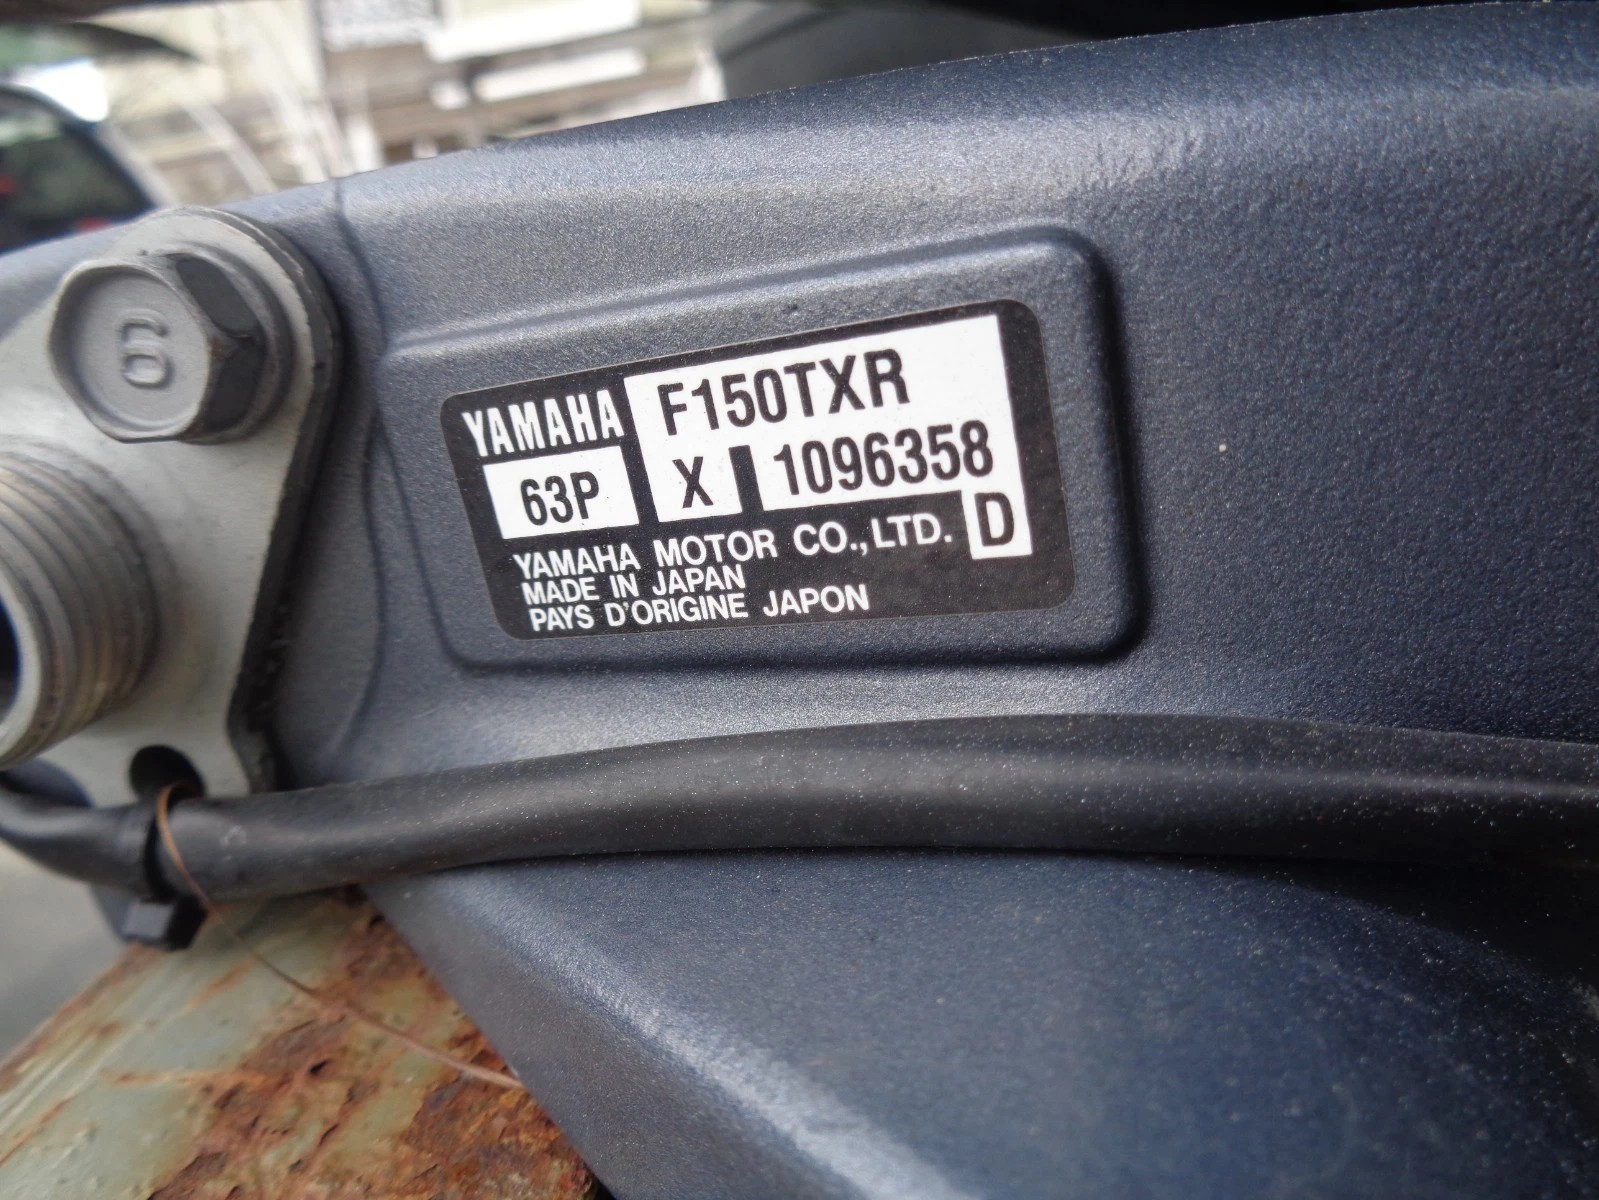 6
YAMAHA F150TXR
63P X 1096358
YAMAHA MOTOR CO., LTD. D
MADE IN JAPAN
PAYS D'ORIGINE JAPON